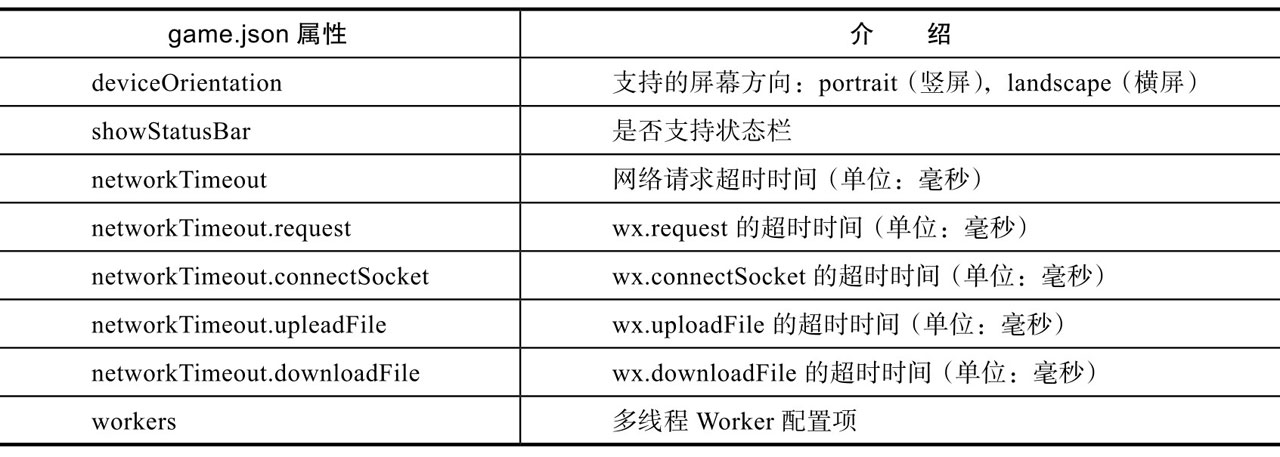 game.json 属性 介 绍
deviceOrientation 支持的屏幕方向：portrait（竖屏），landscape（横屏）
showStatusBar 是否支持状态栏
networkTimeout 网络请求超时时间（单位：毫秒）
networkTimeout.request wx.request 的超时时间（单位：毫秒）
networkTimeout.connectSocket wx.connectSocket 的超时时间（单位：毫秒）
networkTimeout.upleadFile wx.uploadFile 的超时时间（单位：毫秒）
networkTimeout.downloadFile wx.downloadFile 的超时时间（单位：毫秒）
workers 多线程 Worker 配置项